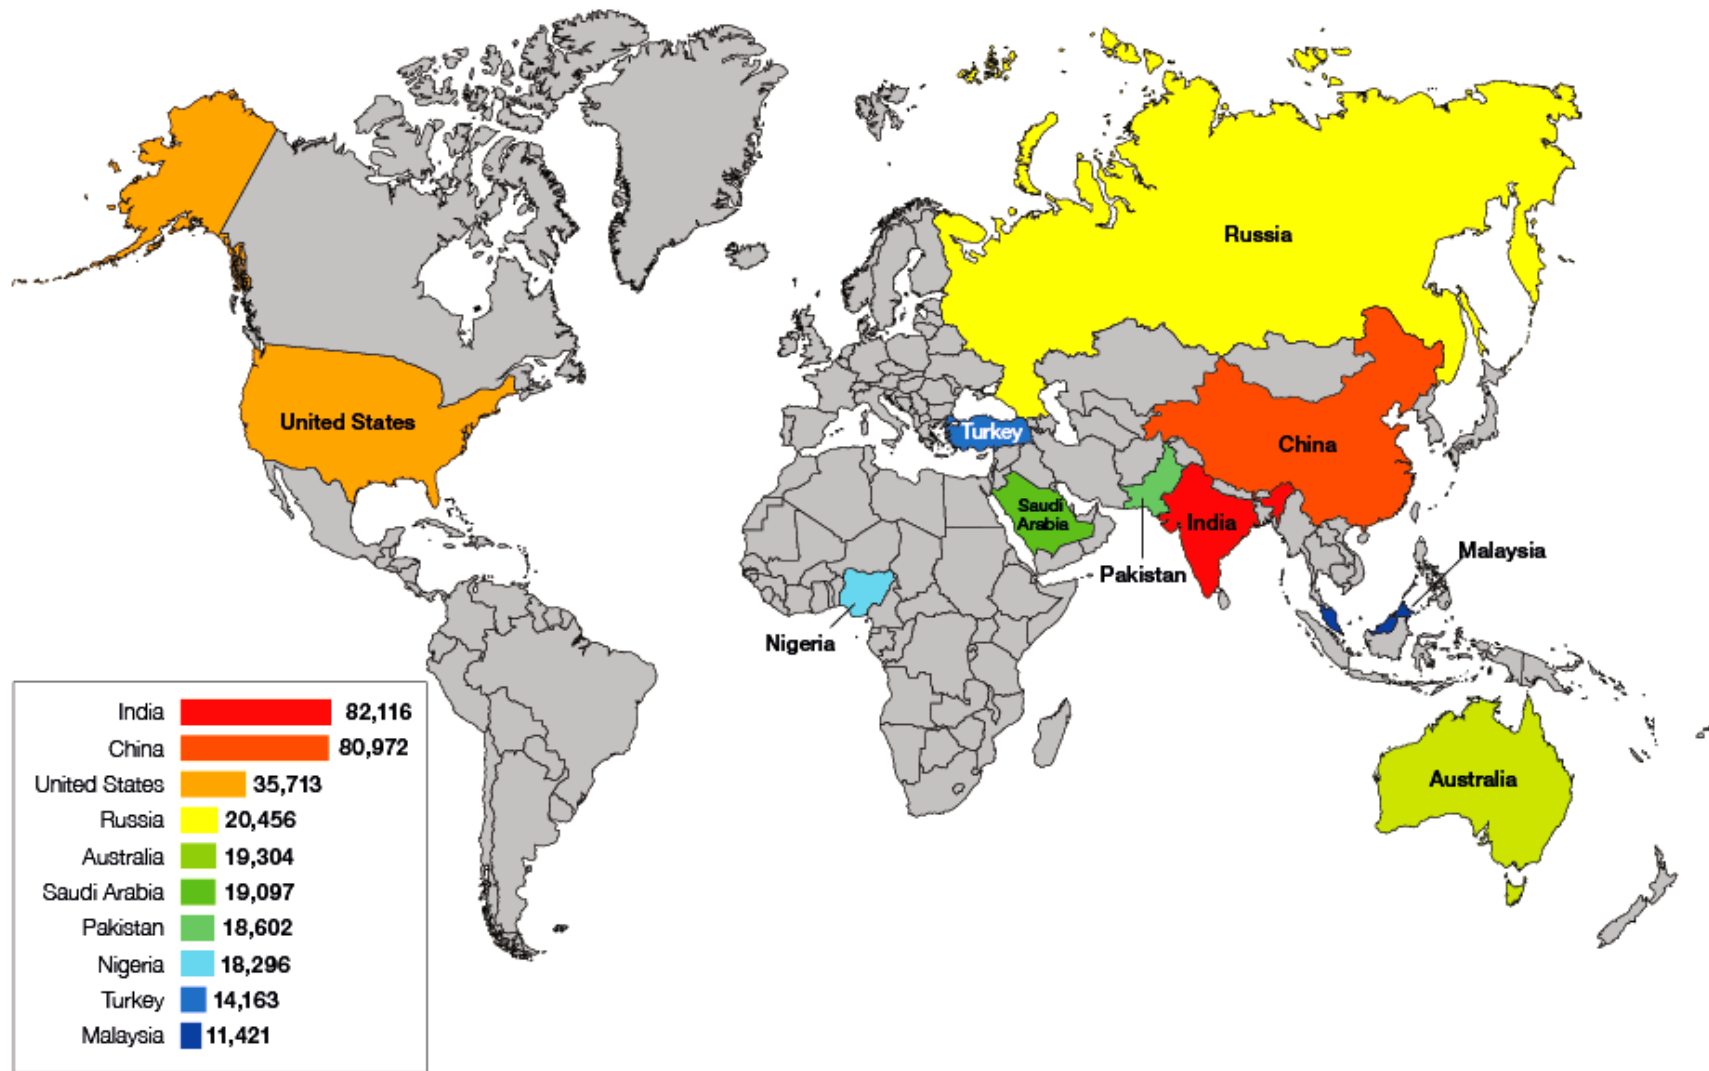 Russia
United States
Turkey
China
Saudi
Arabia
India
Malaysia
Pakistan
Nigeria
Australia
India 82,116
China 80,972
United States 35,713
Russia 20,456
Australia 19,304
Saudi Arabia 19,097
Pakistan 18,602
Nigeria 18,296
Turkey 14,163
Malaysia 11,421